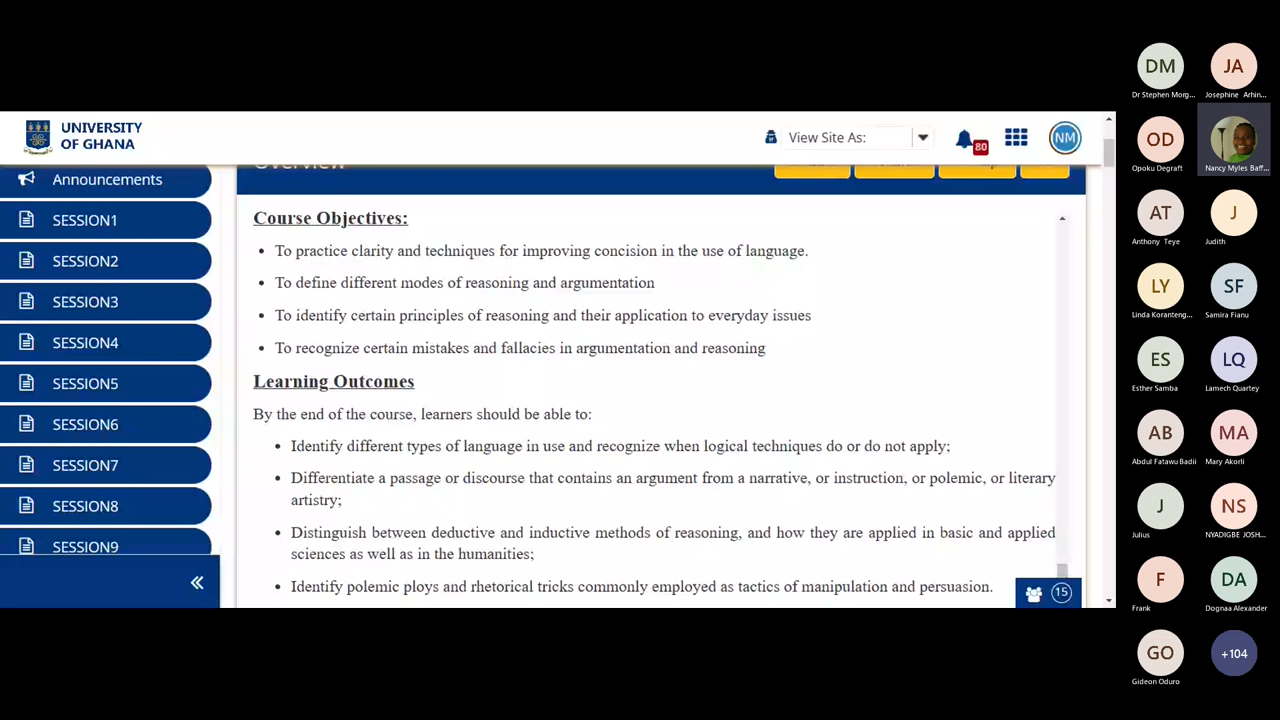 UNIVERSITY
OF GHANA
View Site As:
80
NM
Overview
Announcements
SESSION1
SESSION2
SESSION3
SESSION4
SESSION5
SESSION6
SESSION7
SESSION8
SESSION9
Course Objectives:
• To practice clarity and techniques for improving concision in the use of language.
• To define different modes of reasoning and argumentation
• To identify certain principles of reasoning and their application to everyday issues
• To recognize certain mistakes and fallacies in argumentation and reasoning
Learning Outcomes
By the end of the course, learners should be able to:
• Identify different types of language in use and recognize when logical techniques do or do not apply;
• Differentiate a passage or discourse that contains an argument from a narrative, or instruction, or polemic, or literary
artistry;
• Distinguish between deductive and inductive methods of reasoning, and how they are applied in basic and applied
sciences as well as in the humanities;
• Identify polemic ploys and rhetorical tricks commonly employed as tactics of manipulation and persuasion.
15
DM
Dr Stephen Morg...
JA
Josephine Arhin...
OD
Opoku Degraft
Nancy Myles Baff...
AT
Anthony Teye
J
Judith
LY
Linda Koranteng...
SF
Samira Fianu
ES
Esther Samba
LQ
Lamech Quartey
AB
Abdul Fatawu Badii
MA
Mary Akorli
J
Julius
NS
NYADIGBE JOSH...
F
Frank
DA
Dognaa Alexander
GO
Gideon Oduro
+104